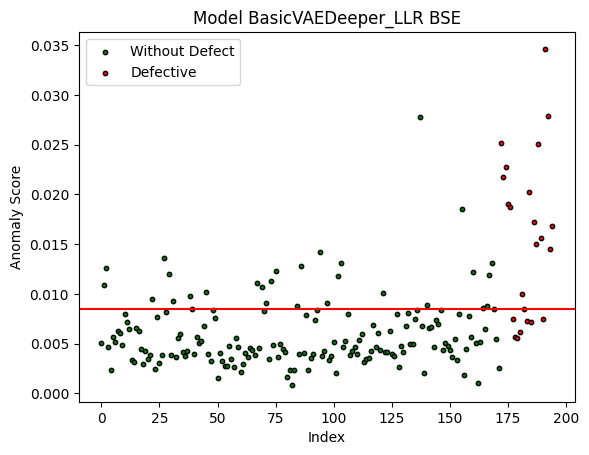 Model BasicVAEDeeper_LLR BSE
Without Defect
Defective
Anomaly Score
0.035
0.030
0.025
0.020
0.015
0.010
0.005
0.000
0 25 50 75 100 125 150 175 200
Index